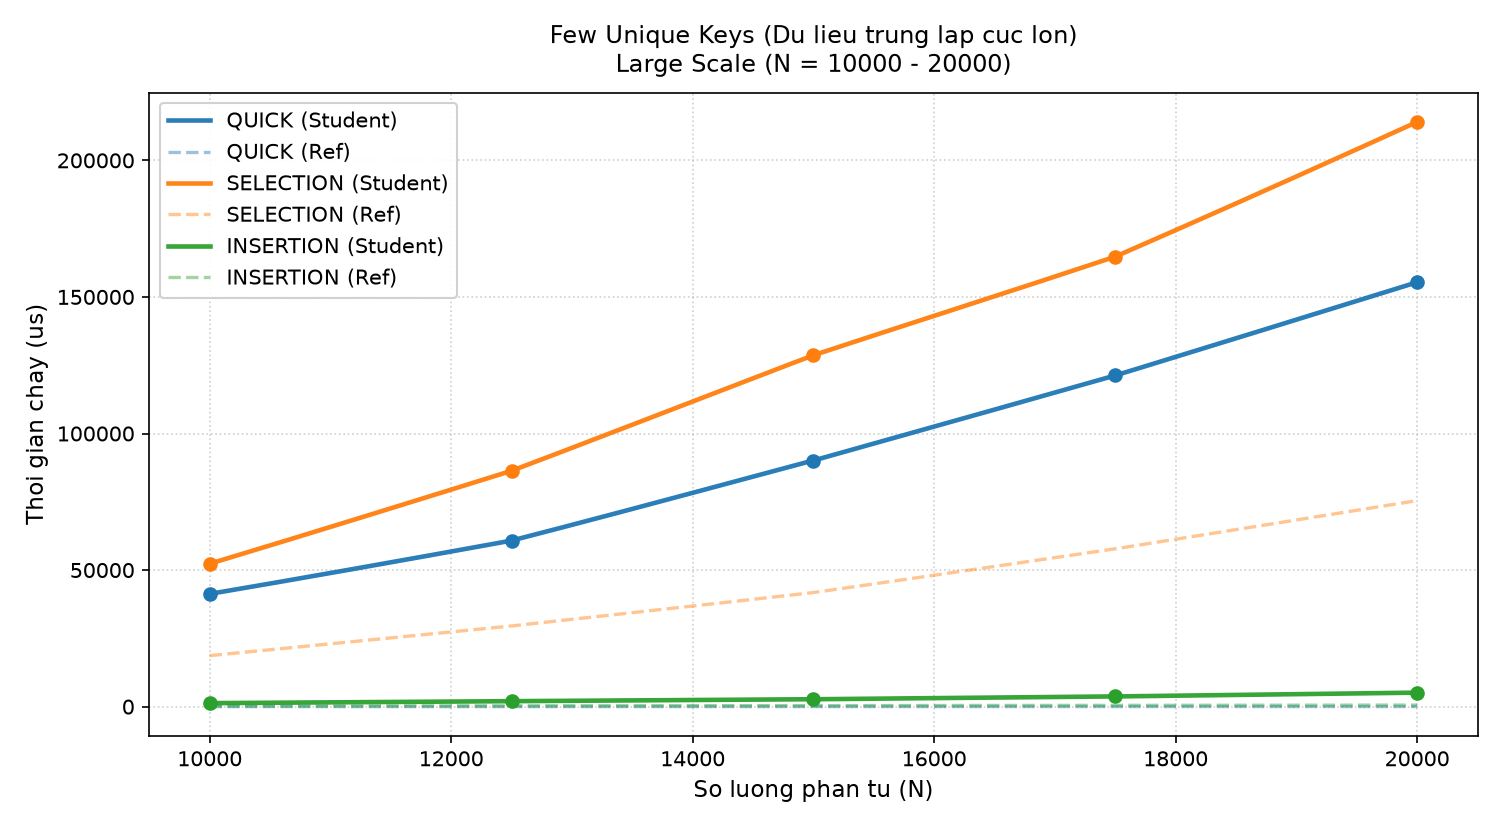 Few Unique Keys (Du lieu trung lap cuc lon)
Large Scale (N = 10000 - 20000)
QUICK (Student)
QUICK (Ref)
SELECTION (Student)
SELECTION (Ref)
INSERTION (Student)
INSERTION (Ref)
Thoi gian chay (us)
200000
150000
100000
50000
0
10000 12000 14000 16000 18000 20000
So luong phan tu (N)